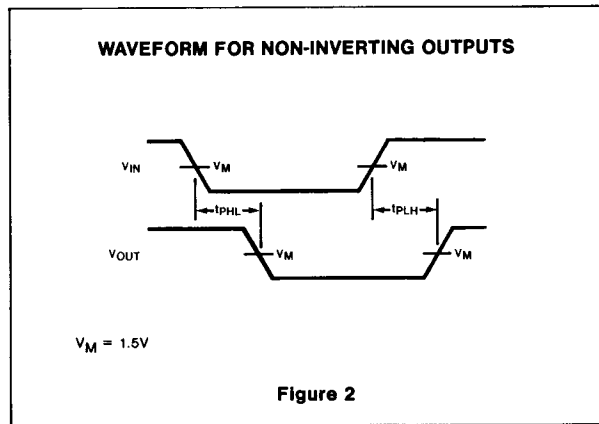 WAVEFORM FOR NON-INVERTING OUTPUTS
VIN
VM
VM
tPHL
tPLH
VOUT
VM
VM
VM = 1.5V
Figure 2